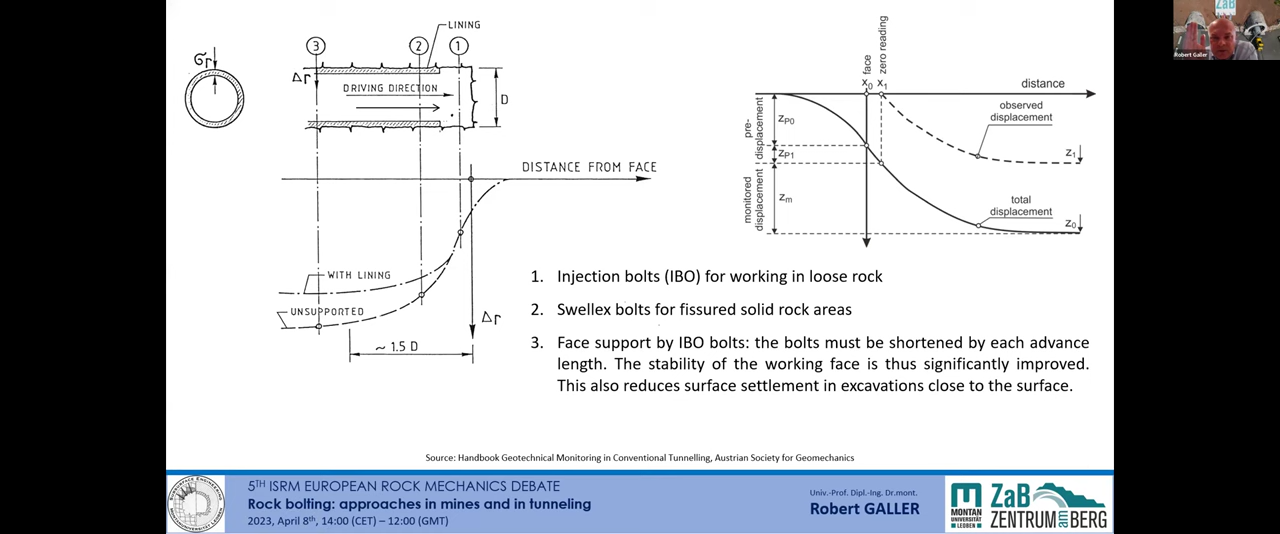 σr
3
2
1
LINING
Δr
DRIVING DIRECTION
D
DISTANCE FROM FACE
WITH LINING
UNSUPPORTED
Δr
~ 1.5 D
face
zero reading
x0 x1
distance
pre-
displacement
zP0
zP1
monitored
displacement
zm
observed
displacement
z1
total
displacement
z0
1. Injection bolts (IBO) for working in loose rock
2. Swellex bolts for fissured solid rock areas
3. Face support by IBO bolts: the bolts must be shortened by each advance
length. The stability of the working face is thus significantly improved.
This also reduces surface settlement in excavations close to the surface.
Source: Handbook Geotechnical Monitoring in Conventional Tunnelling, Austrian Society for Geomechanics
5TH ISRM EUROPEAN ROCK MECHANICS DEBATE
Rock bolting: approaches in mines and in tunneling
2023, April 8th, 14:00 (CET) – 12:00 (GMT)
Univ.-Prof. Dipl.-Ing. Dr.mont.
Robert GALLER
MONTAN
UNIVERSITÄT
LEOBEN
ZaB
ZENTRUM am BERG
ZaB
Robert Galler